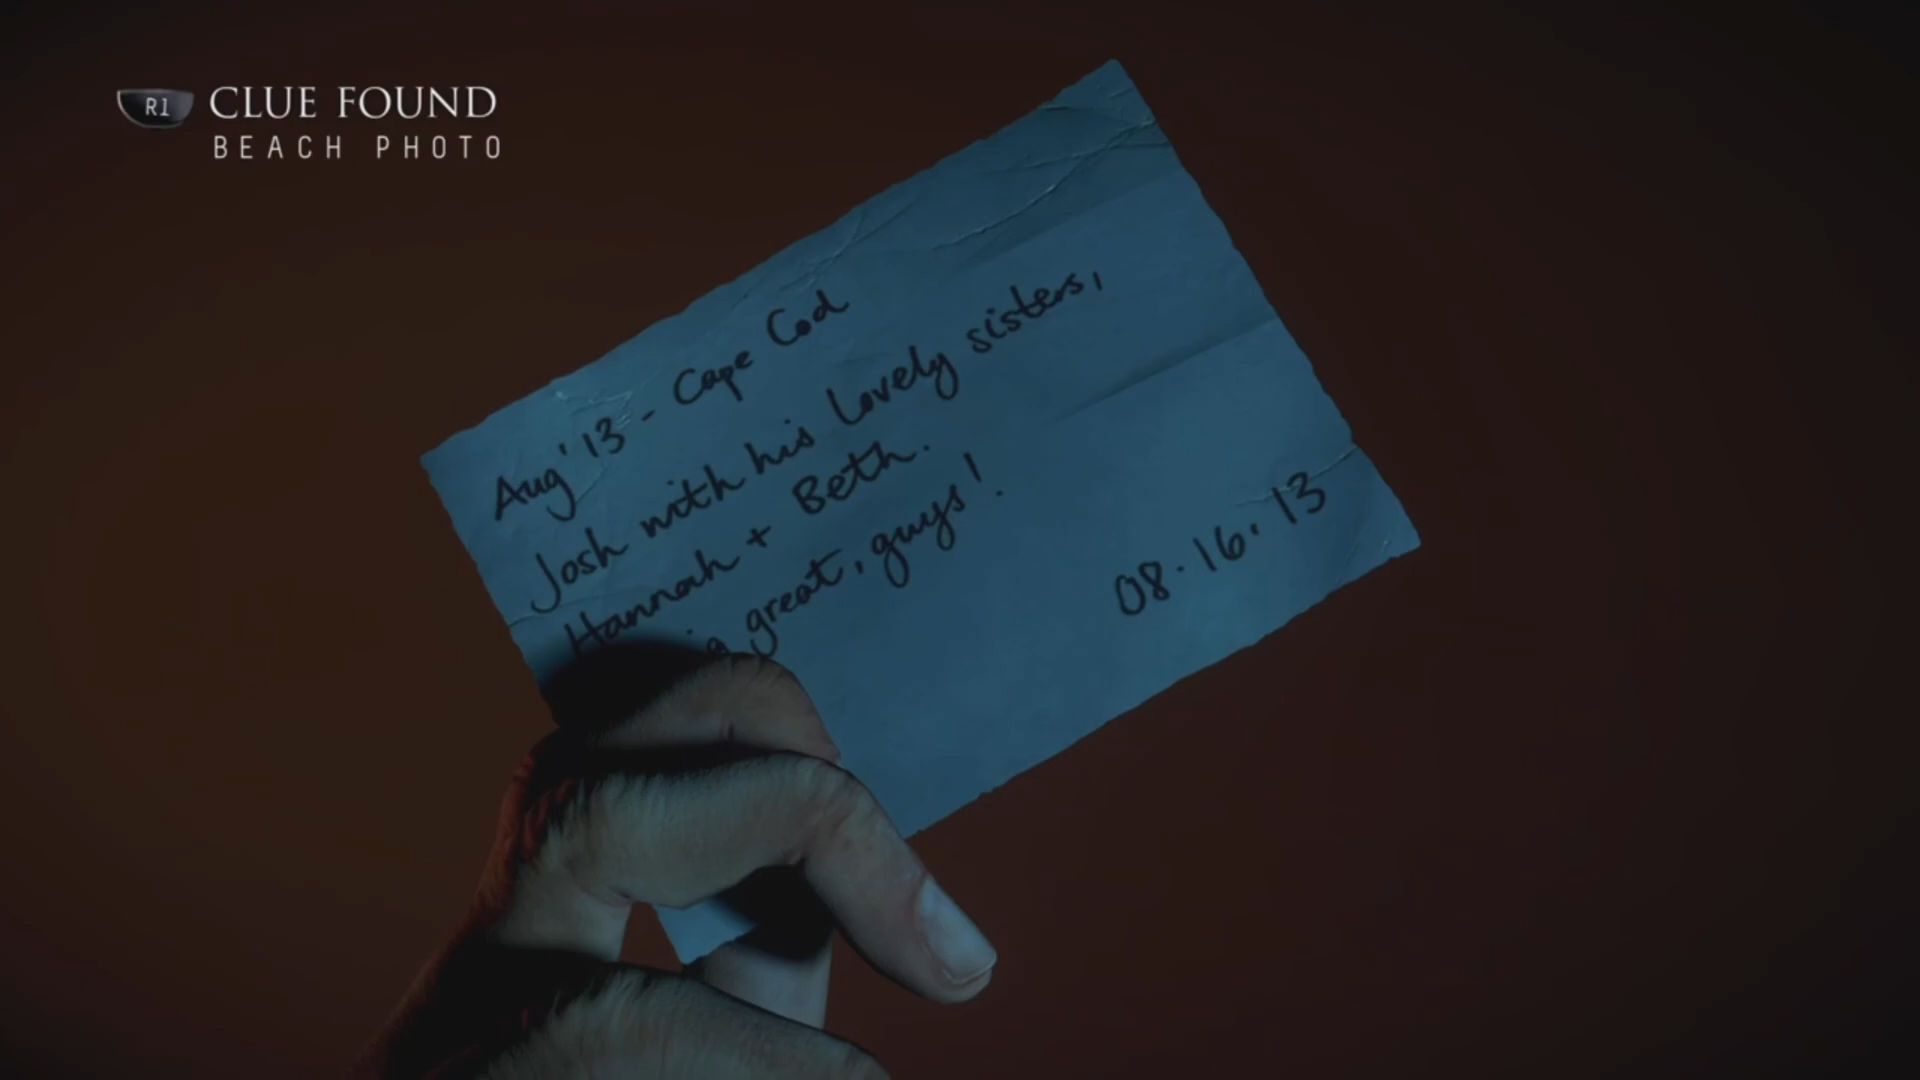 R1 CLUE FOUND
BEACH PHOTO
Aug '13 - Cape Cod
Josh with his lovely sisters,
Hannah + Beth.
great, guys!
08.16.13